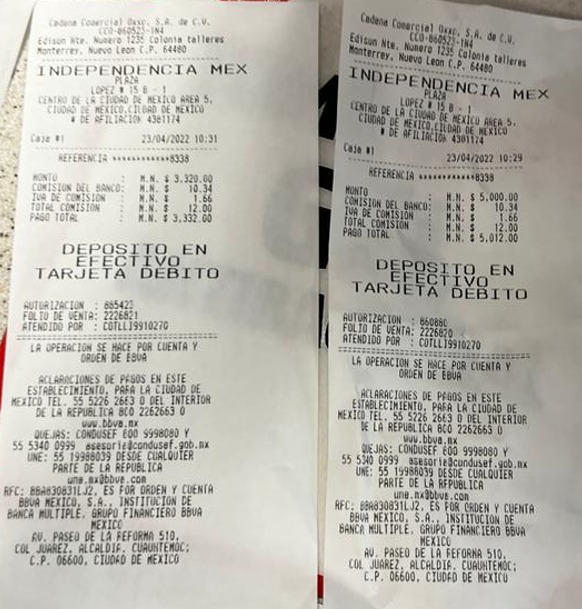 Cadena Comercial Oxxo, S.A. de C.V.
CCO-860523-1N4
Edison Nte. Numero 1235 Colonia talleres
Monterrey, Nuevo Leon C.P. 64480
INDEPENDENCIA MEX
PLAZA
LOPEZ # 15 B - 1
CENTRO DE LA CIUDAD DE MEXICO AREA 5,
CIUDAD DE MEXICO,CIUDAD DE MEXICO
# DE AFILIACION 4381174
Caja #1 23/04/2022 10:31
REFERENCIA ************8338
MONTO : M.N. $ 3,320.00
COMISION DEL BANCO: M.N. $ 10.34
IVA DE COMISION : M.N. $ 1.66
TOTAL COMISION : M.N. $ 12.00
PAGO TOTAL : M.N. $ 3,332.00
DEPOSITO EN
EFECTIVO
TARJETA DEBITO
AUTORIZACION : 865423
FOLIO DE VENTA: 2226821
ATENDIDO POR : COTLLI9910270
LA OPERACION SE HACE POR CUENTA Y
ORDEN DE BBVA
ACLARACIONES DE PAGOS EN ESTE
ESTABLECIMIENTO, PARA LA CIUDAD DE
MEXICO TEL. 55 5226 2663 O DEL INTERIOR
DE LA REPUBLICA 800 2262663 O
www.bbva.mx
QUEJAS: CONDUSEF 800 9998080 Y
55 5340 0999 asesoria@condusef.gob.mx
UNE: 55 19988039 DESDE CUALQUIER
PARTE DE LA REPUBLICA
une.mx@bbva.com
RFC: BBA830831LJ2, ES POR ORDEN Y CUENTA
BBVA MEXICO, S.A., INSTITUCION DE
BANCA MULTIPLE, GRUPO FINANCIERO BBVA
MEXICO
AV. PASEO DE LA REFORMA 510,
COL JUAREZ, ALCALDIA. CUAUHTEMOC;
C.P. 06600, CIUDAD DE MEXICO
Cadena Comercial Oxxo, S.A. de C.V.
CCO-860523-1N4
Edison Nte. Numero 1235 Colonia talleres
Monterrey, Nuevo Leon C.P. 64480
INDEPENDENCIA MEX
PLAZA
LOPEZ # 15 B - 1
CENTRO DE LA CIUDAD DE MEXICO AREA 5,
CIUDAD DE MEXICO,CIUDAD DE MEXICO
# DE AFILIACION 4381174
Caja #1 23/04/2022 10:29
REFERENCIA ************8338
MONTO : M.N. $ 5,000.00
COMISION DEL BANCO: M.N. $ 10.34
IVA DE COMISION : M.N. $ 1.66
TOTAL COMISION : M.N. $ 12.00
PAGO TOTAL : M.N. $ 5,012.00
DEPOSITO EN
EFECTIVO
TARJETA DEBITO
AUTORIZACION : 860880
FOLIO DE VENTA: 2226820
ATENDIDO POR : COTLLI9910270
LA OPERACION SE HACE POR CUENTA Y
ORDEN DE BBVA
ACLARACIONES DE PAGOS EN ESTE
ESTABLECIMIENTO, PARA LA CIUDAD DE
MEXICO TEL. 55 5226 2663 O DEL INTERIOR
DE LA REPUBLICA 800 2262663 O
www.bbva.mx
QUEJAS: CONDUSEF 800 9998080 Y
55 5340 0999 asesoria@condusef.gob.mx
UNE: 55 19988039 DESDE CUALQUIER
PARTE DE LA REPUBLICA
une.mx@bbva.com
RFC: BBA830831LJ2, ES POR ORDEN Y CUENTA
BBVA MEXICO, S.A., INSTITUCION DE
BANCA MULTIPLE, GRUPO FINANCIERO BBVA
MEXICO
AV. PASEO DE LA REFORMA 510,
COL JUAREZ, ALCALDIA. CUAUHTEMOC;
C.P. 06600, CIUDAD DE MEXICO